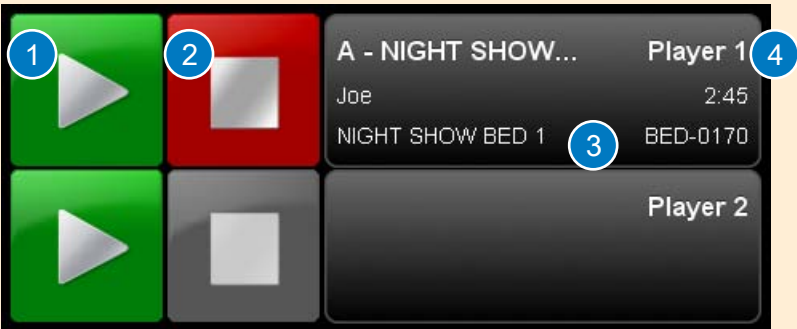 1 2 A - NIGHT SHOW... Player 1 4
Joe 2:45
NIGHT SHOW BED 1 3 BED-0170
Player 2